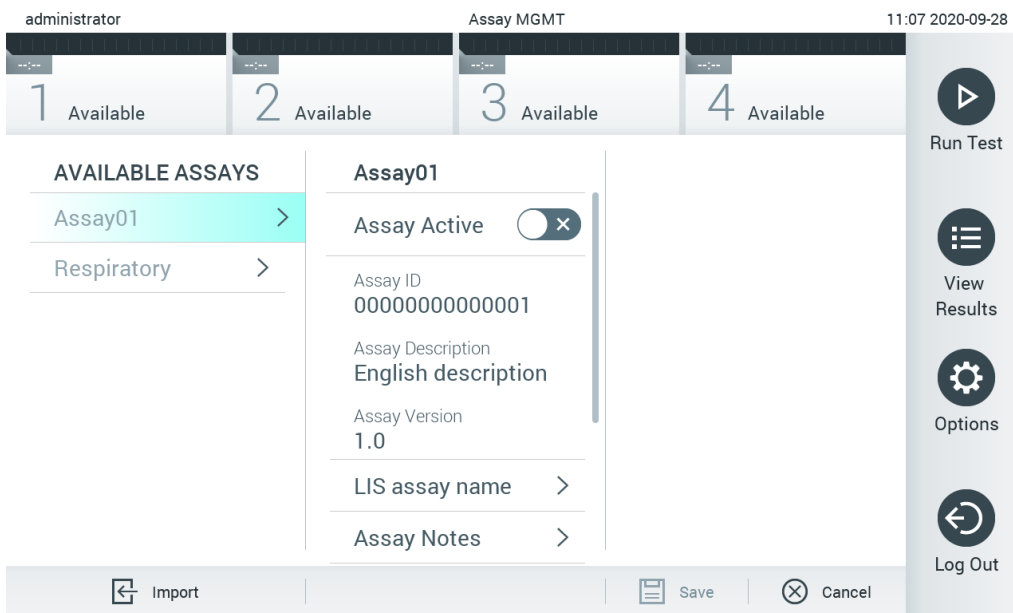 administrator
Assay MGMT
11:07 2020-09-28
--:--
1 Available
--:--
2 Available
--:--
3 Available
--:--
4 Available
AVAILABLE ASSAYS
Assay01
Respiratory
Assay01
Assay Active
Assay ID
00000000000001
Assay Description
English description
Assay Version
1.0
LIS assay name
Assay Notes
Run Test
View
Results
Options
Log Out
Import
Save
Cancel